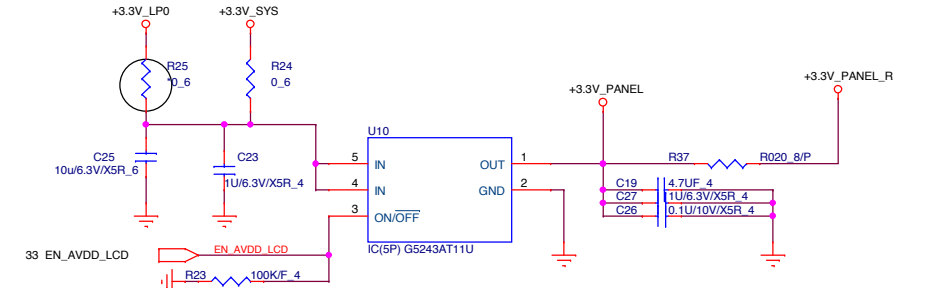 +3.3V_LP0
+3.3V_SYS
R25
*0_6
R24
0_6
+3.3V_PANEL_R
+3.3V_PANEL
U10
C25
10u/6.3V/X5R_6
C23
1U/6.3V/X5R_4
5 IN
4 IN
3 ON/OFF
OUT 1
GND 2
IC(5P) G5243AT11U
R37 R020_8/P
C19 4.7UF_4
C27 1U/6.3V/X5R_4
C26 0.1U/10V/X5R_4
33 EN_AVDD_LCD
EN_AVDD_LCD
R23 100K/F_4